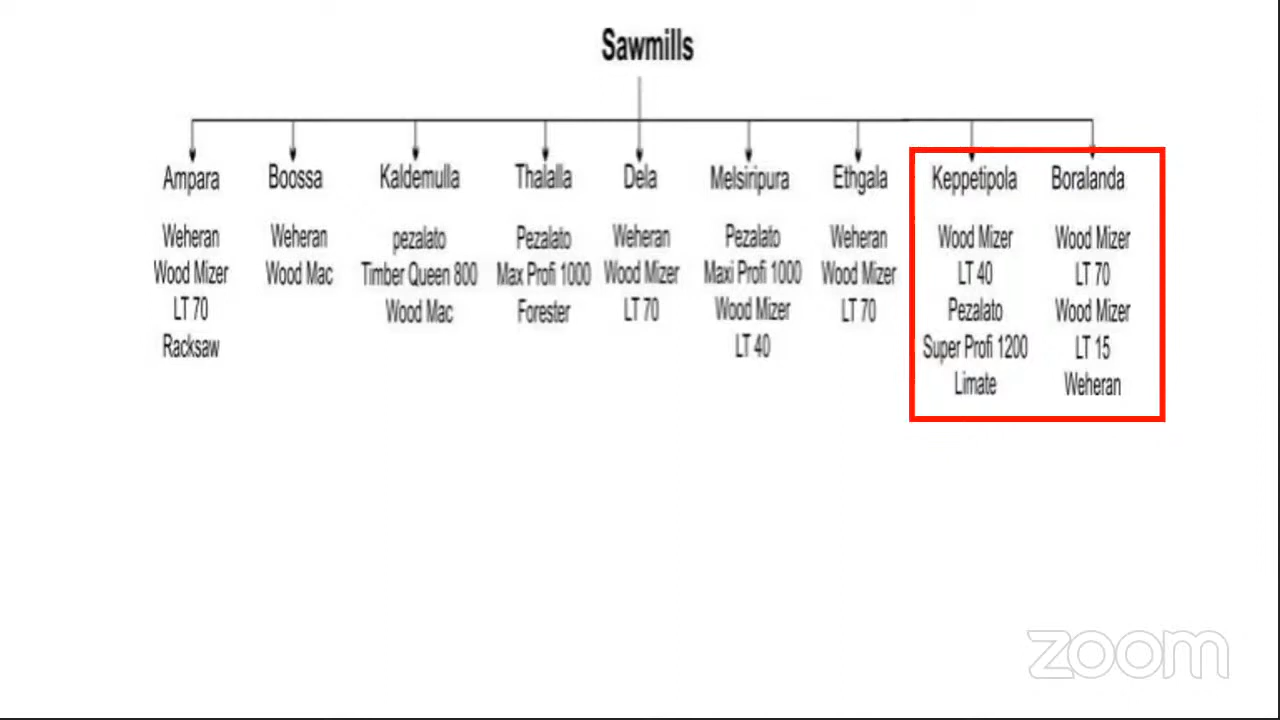 Sawmills
Ampara
Weheran
Wood Mizer
LT 70
Racksaw
Boossa
Weheran
Wood Mac
Kaldemulla
pezalato
Timber Queen 800
Wood Mac
Thalalla
Pezalato
Max Profi 1000
Forester
Dela
Weheran
Wood Mizer
LT 70
Melsiripura
Pezalato
Maxi Profi 1000
Wood Mizer
LT 40
Ethgala
Weheran
Wood Mizer
LT 70
Keppetipola
Wood Mizer
LT 40
Pezalato
Super Profi 1200
Limate
Boralanda
Wood Mizer
LT 70
Wood Mizer
LT 15
Weheran
zoom